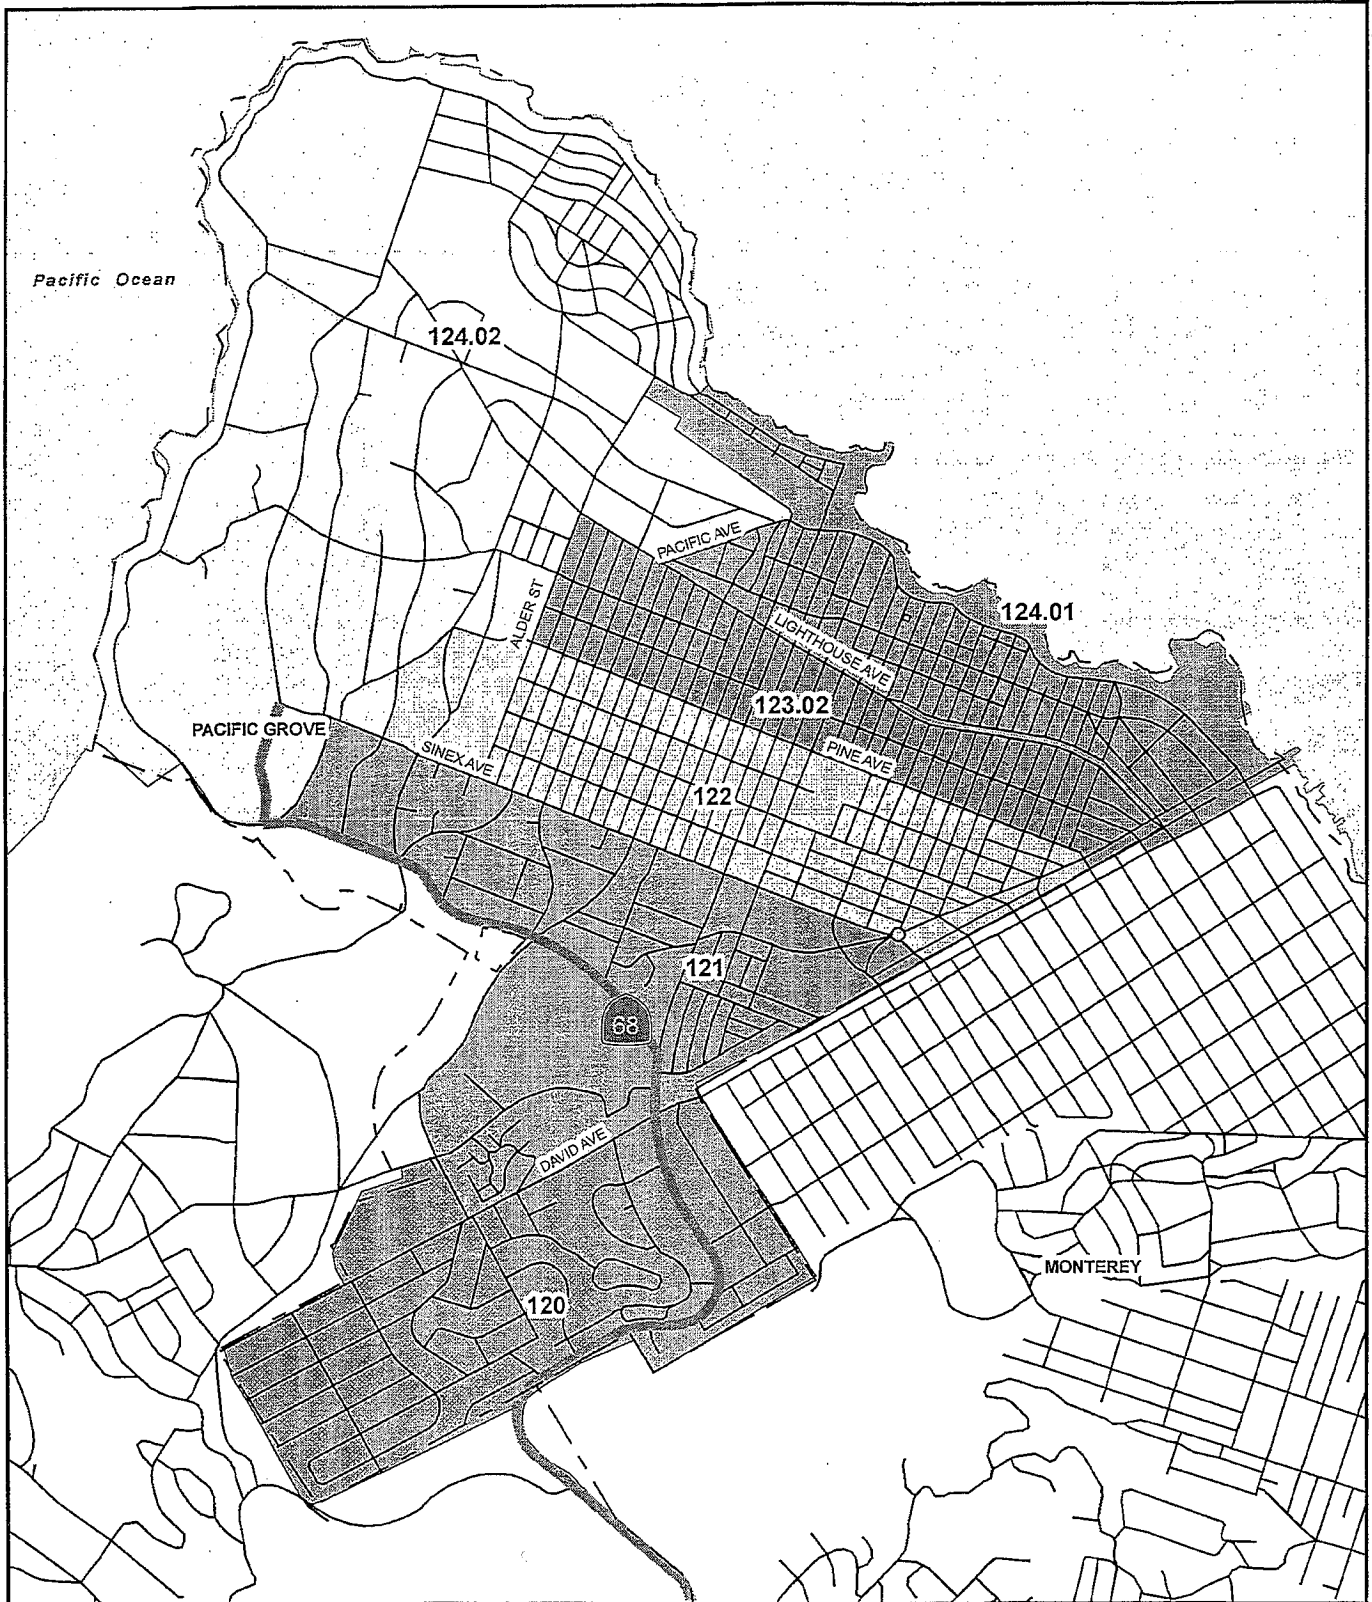 Pacific Ocean
124.02
PACIFIC AVE
ALDER ST
124.01
LIGHTHOUSE AVE
123.02
PACIFIC GROVE
SINEX AVE
PINE AVE
122
121
68
DAVID AVE
MONTEREY
120